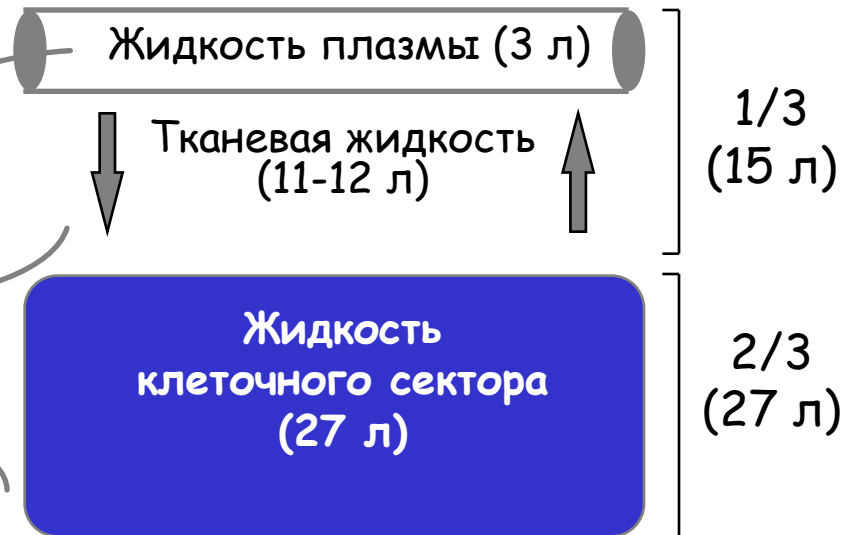 Жидкость плазмы (3 л)
Тканевая жидкость
(11-12 л)
1/3
(15 л)
Жидкость
клеточного сектора
(27 л)
2/3
(27 л)